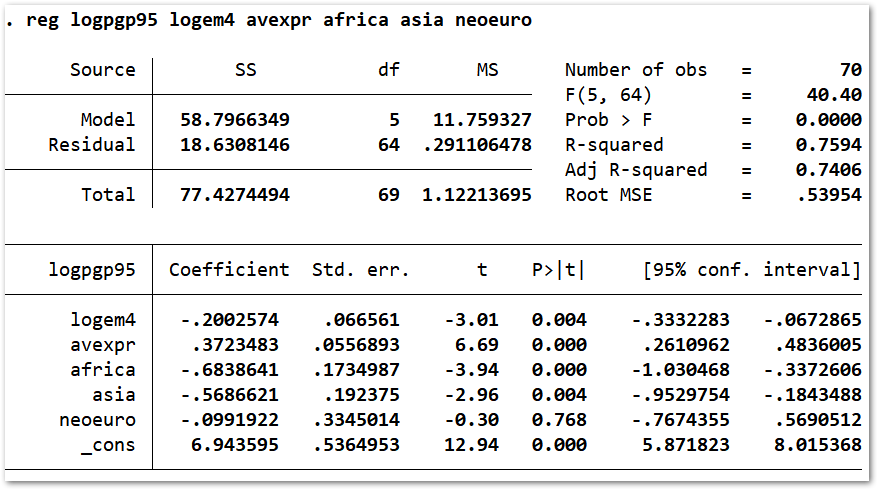 . reg logpgp95 logem4 avexpr africa asia neoeuro
Source SS df MS Number of obs = 70
F(5, 64) = 40.40
Model 58.7966349 5 11.759327 Prob > F = 0.0000
Residual 18.6308146 64 .291106478 R-squared = 0.7594
Adj R-squared = 0.7406
Total 77.4274494 69 1.12213695 Root MSE = .53954
logpgp95 Coefficient Std. err. t P>|t| [95% conf. interval]
logem4 -.2002574 .066561 -3.01 0.004 -.3332283 -.0672865
avexpr .3723483 .0556893 6.69 0.000 .2610962 .4836005
africa -.6838641 .1734987 -3.94 0.000 -1.030468 -.3372606
asia -.5686621 .192375 -2.96 0.004 -.9529754 -.1843488
neoeuro -.0991922 .3345014 -0.30 0.768 -.7674355 .5690512
_cons 6.943595 .5364953 12.94 0.000 5.871823 8.015368